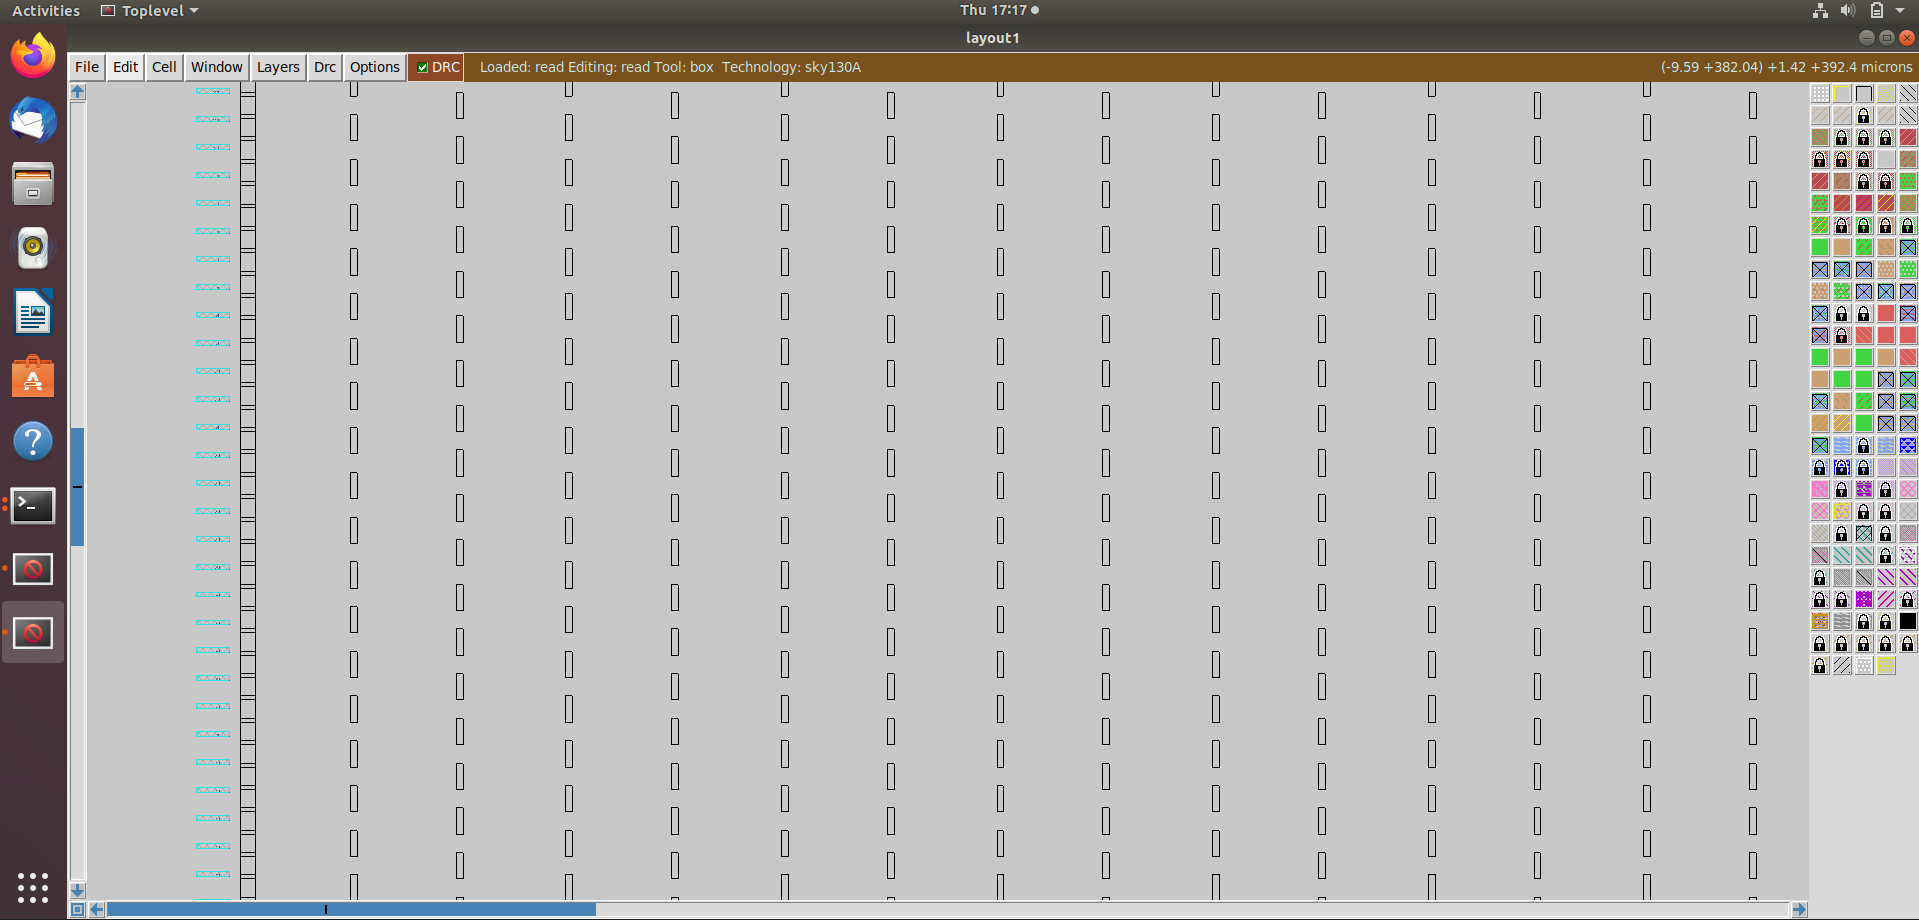 Activities Toplevel Thu 17:17
layout1
File Edit Cell Window Layers Drc Options DRC Loaded: read Editing: read Tool: box Technology: sky130A (-9.59 +382.04) +1.42 +392.4 microns